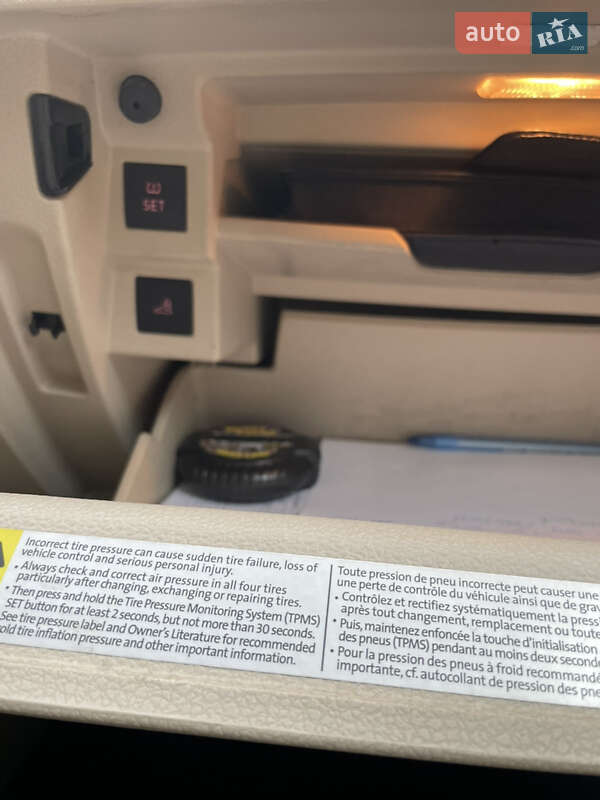 auto RIA .com
SET
Incorrect tire pressure can cause sudden tire failure, loss of
vehicle control and serious personal injury.
• Always check and correct air pressure in all four tires
particularly after changing, exchanging or repairing tires.
• Then press and hold the Tire Pressure Monitoring System (TPMS)
SET button for at least 2 seconds, but not more than 30 seconds.
See tire pressure label and Owner's Literature for recommended
cold tire inflation pressure and other important information.
Toute pression de pneu incorrecte peut causer une
une perte de contrôle du véhicule ainsi que de grav
• Contrôlez et rectifiez systématiquement la press
après tout changement, remplacement ou toute
• Puis, maintenez enfoncée la touche d'initialisation
des pneus (TPMS) pendant au moins deux seconde
• Pour la pression des pneus à froid recommandé
importante, cf. autocollant de pression des pne